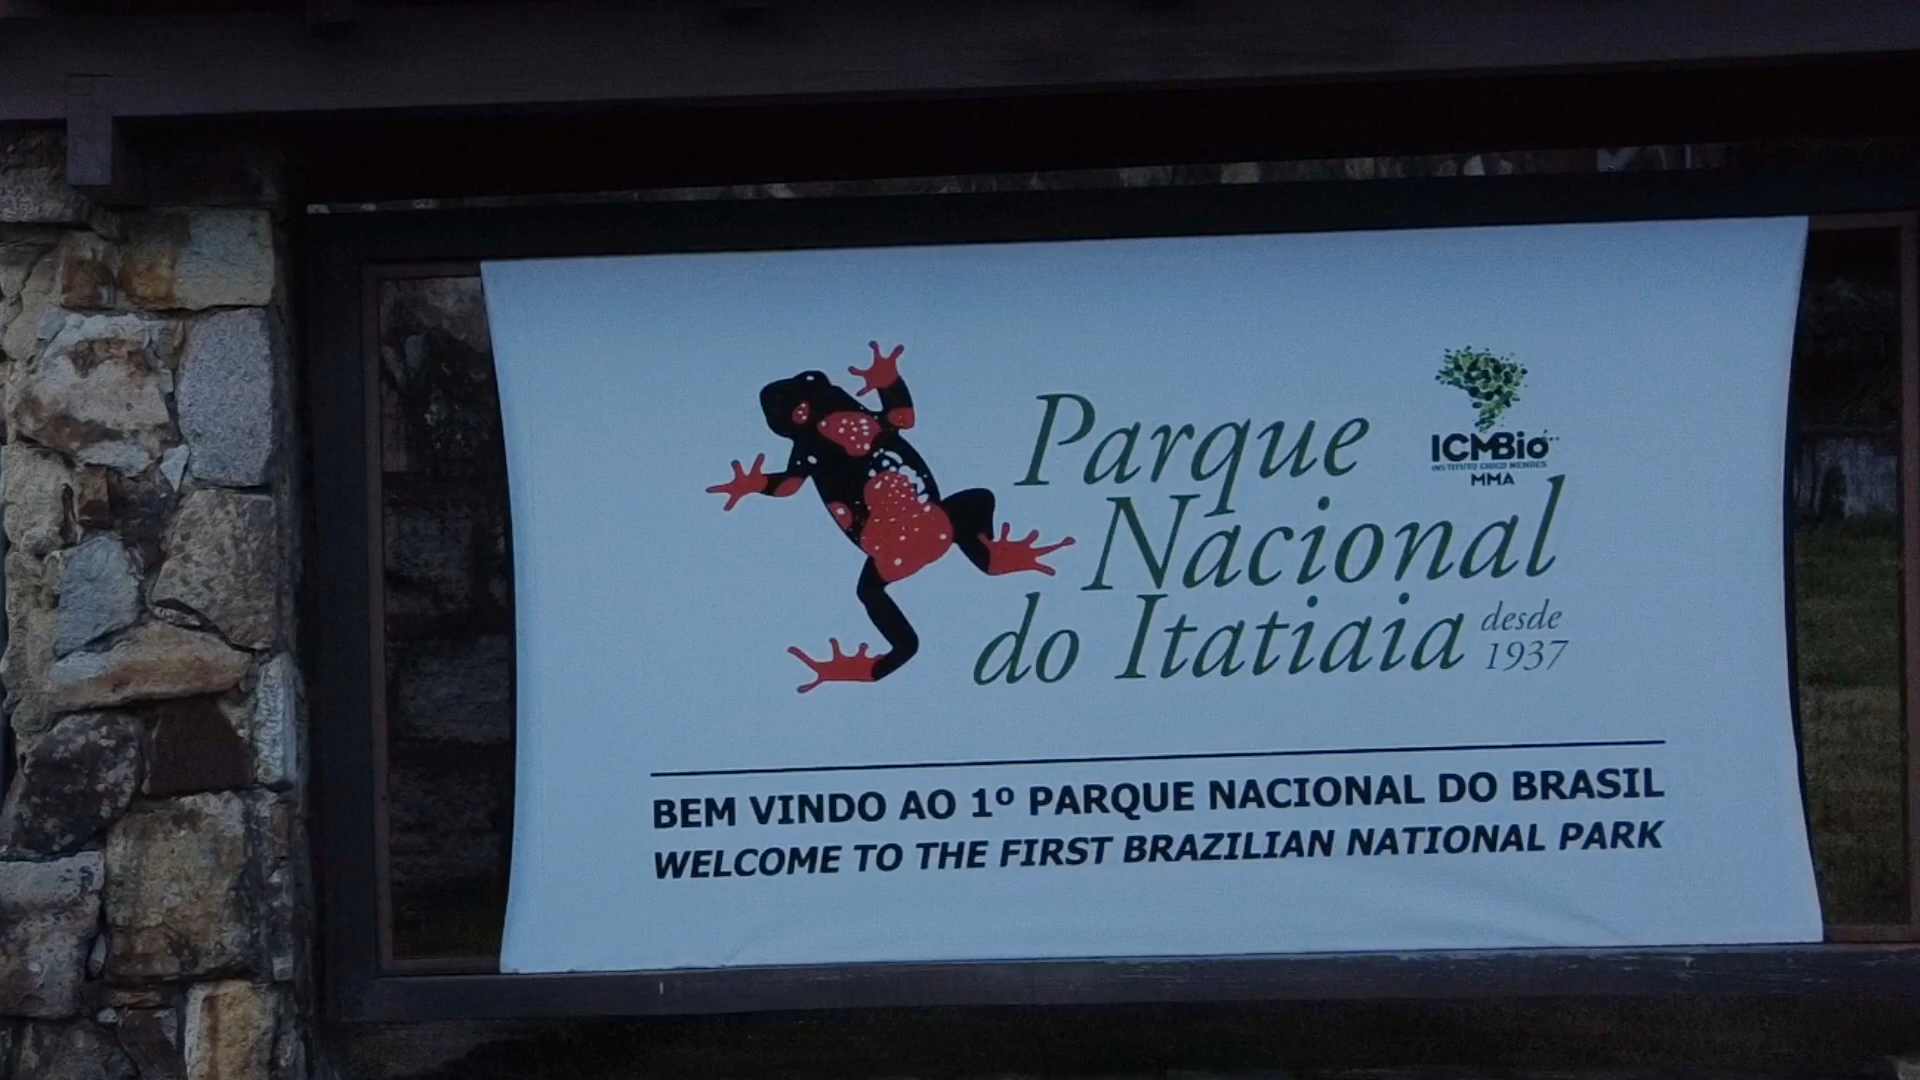 Parque
Nacional
do Itatiaia
desde
1937
ICMBio
INSTITUTO CHICO MENDES
MMA
BEM VINDO AO 1º PARQUE NACIONAL DO BRASIL
WELCOME TO THE FIRST BRAZILIAN NATIONAL PARK